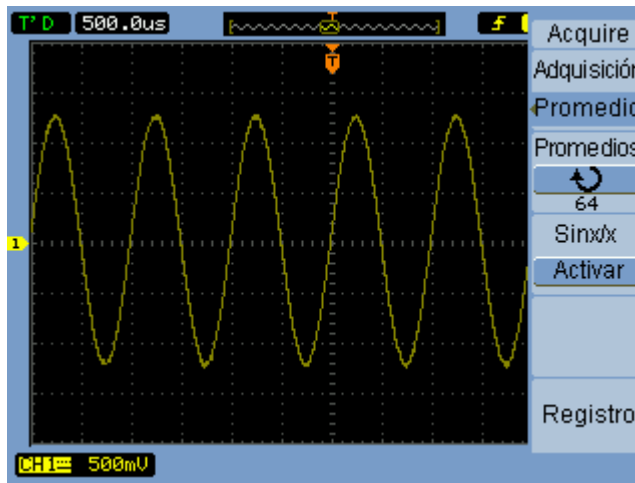 T'D 500.0us
T
T
Acquire
Adquisición
Promedio
Promedios
64
Sinx/x
Activar
Registro
1
CH1 500mV